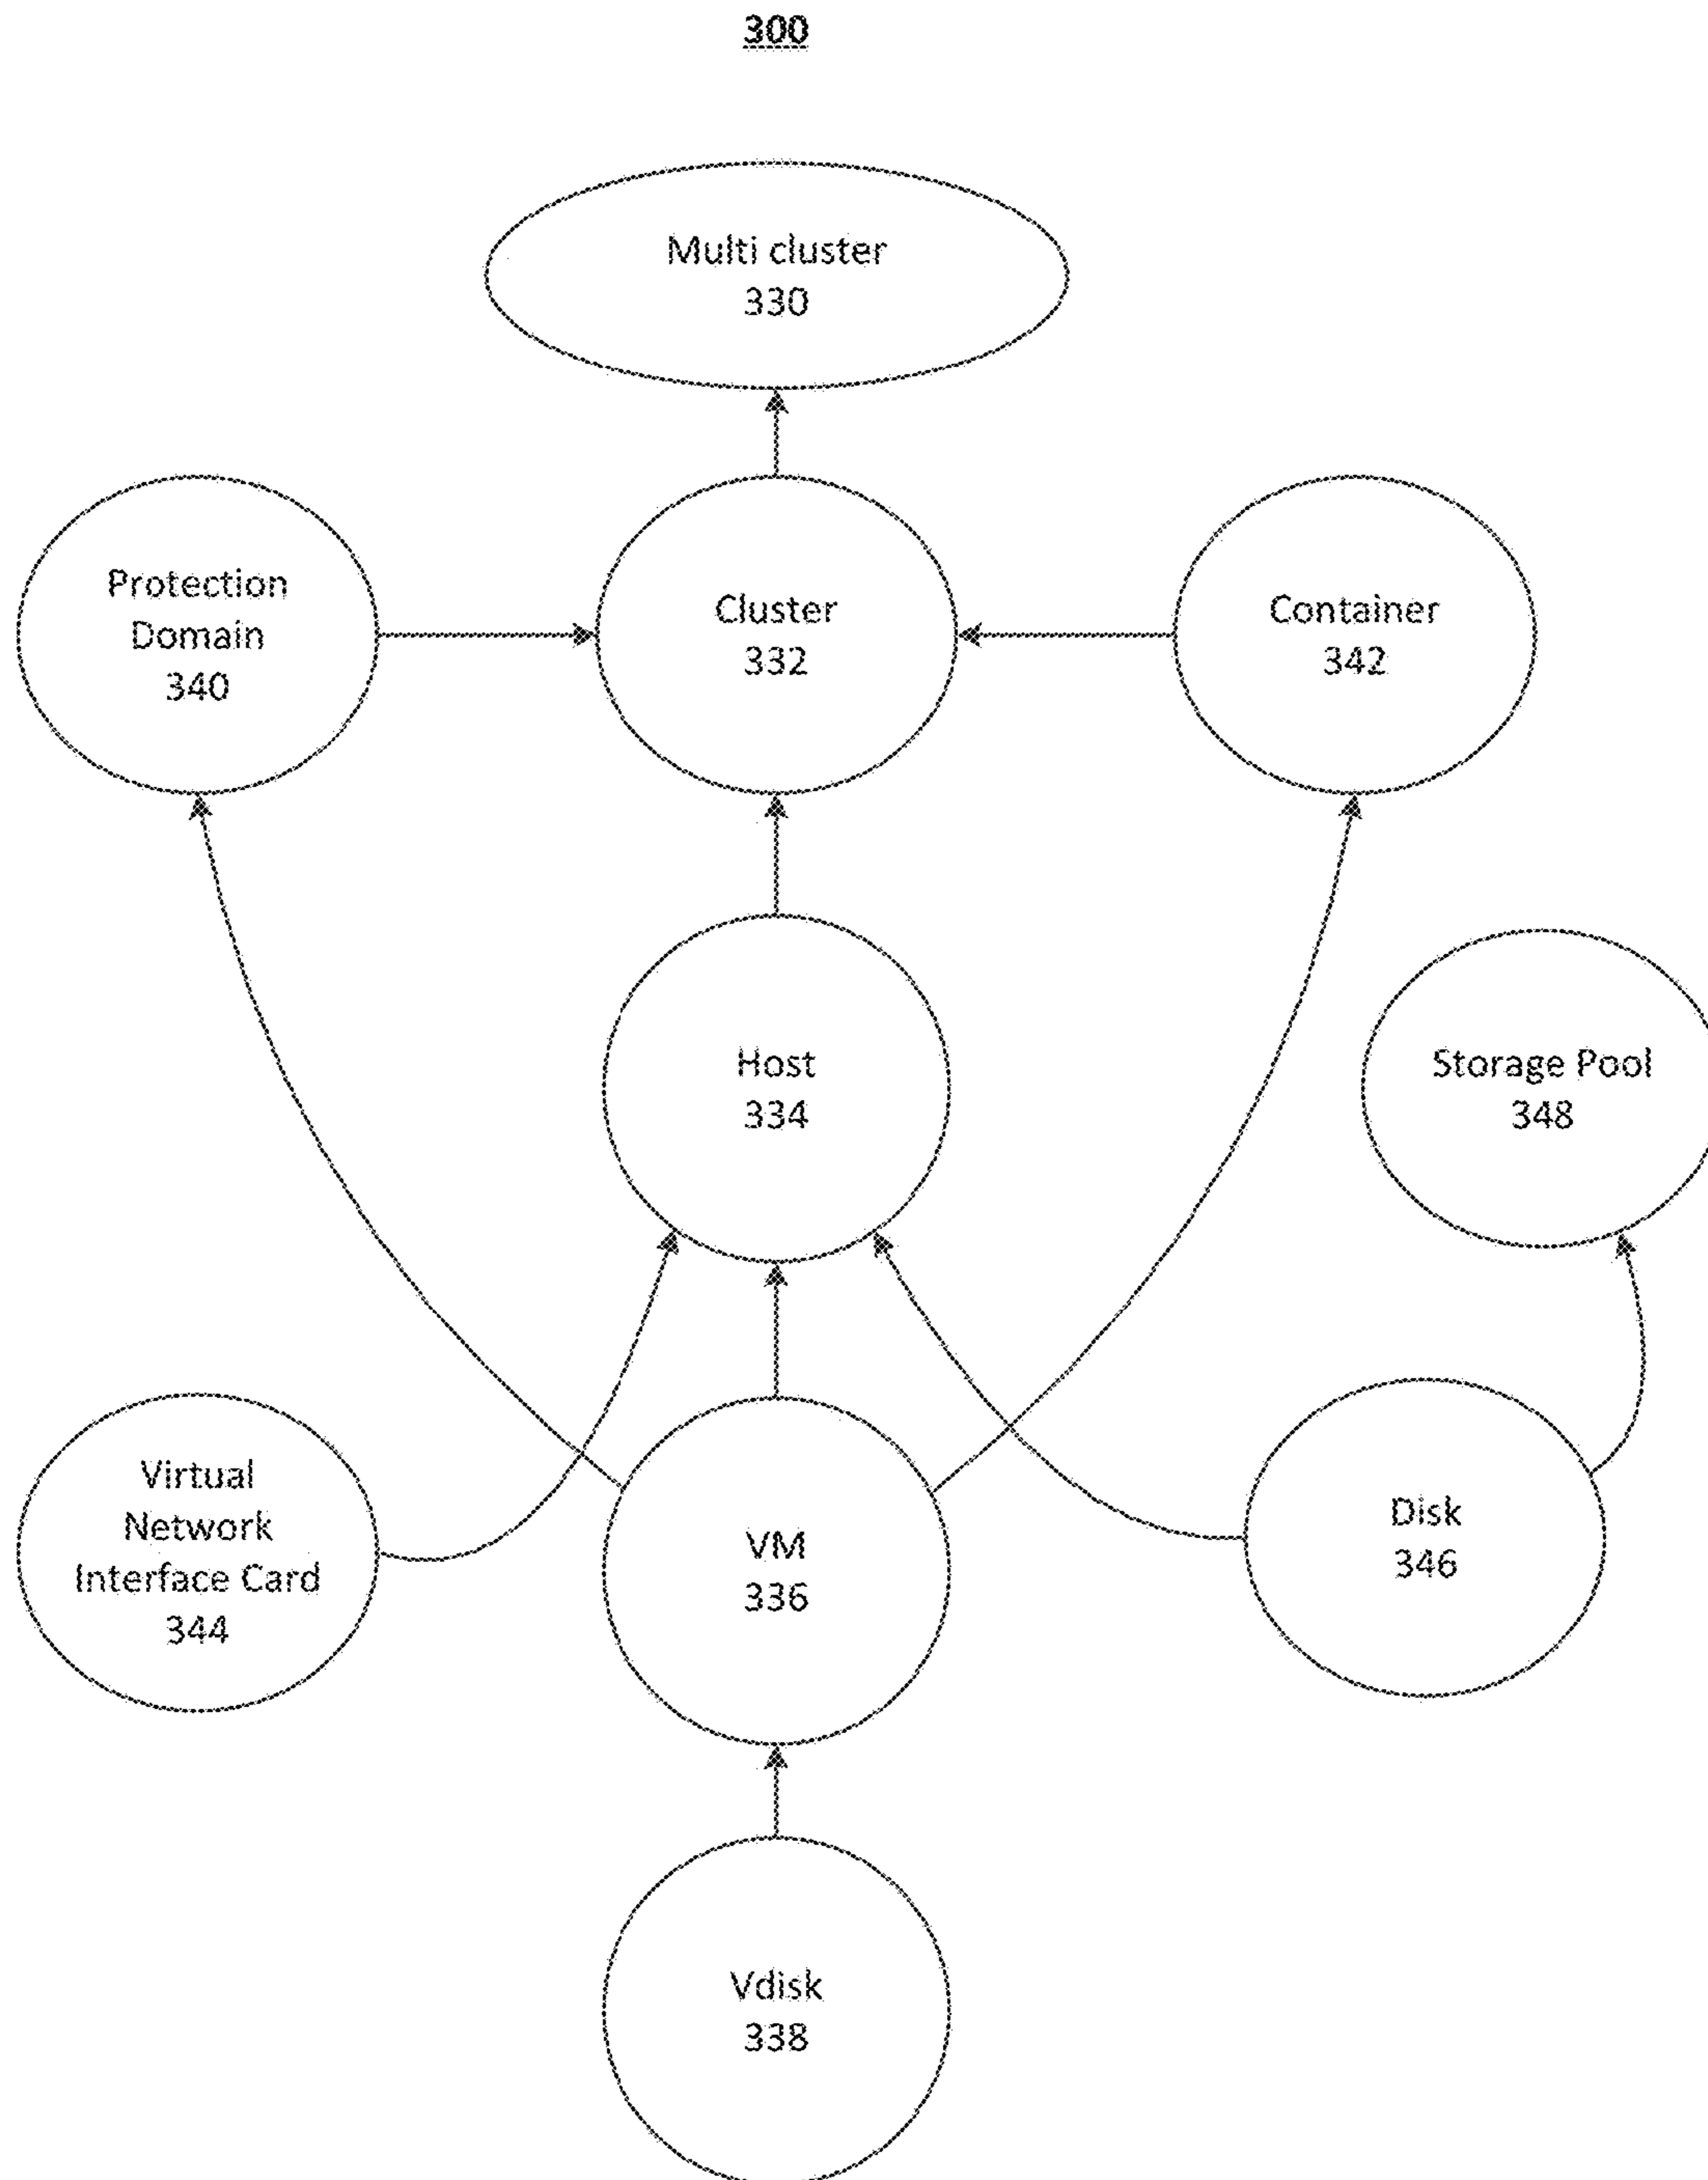 300
Multi cluster
330
Protection
Domain
340
Cluster
332
Container
342
Host
334
Storage Pool
348
Virtual
Network
Interface Card
344
VM
336
Disk
346
Vdisk
338